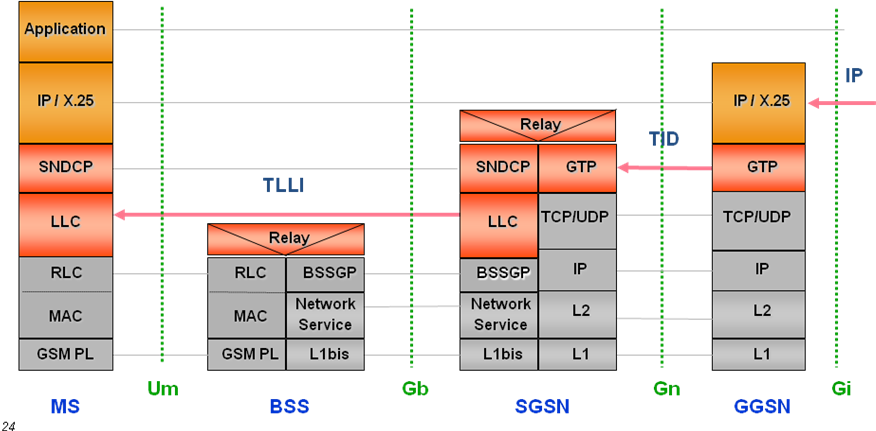 Application
IP / X.25
SNDCP
LLC
RLC
MAC
GSM PL
MS
Um
TLLI
Relay
RLC
BSSGP
MAC
Network
Service
GSM PL
L1bis
BSS
Gb
Relay
SNDCP
GTP
LLC
TCP/UDP
BSSGP
IP
Network
Service
L2
L1bis
L1
SGSN
TID
Gn
IP / X.25
GTP
TCP/UDP
IP
L2
L1
GGSN
IP
Gi
24